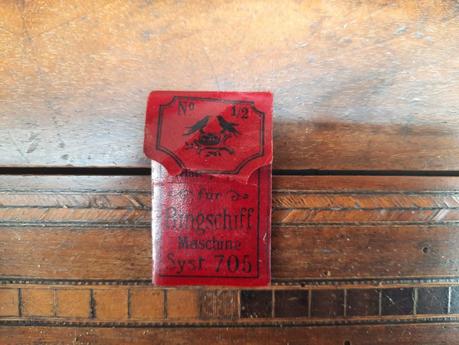 No 1/2
für
Ringschiff
Maschine
Syst. 705